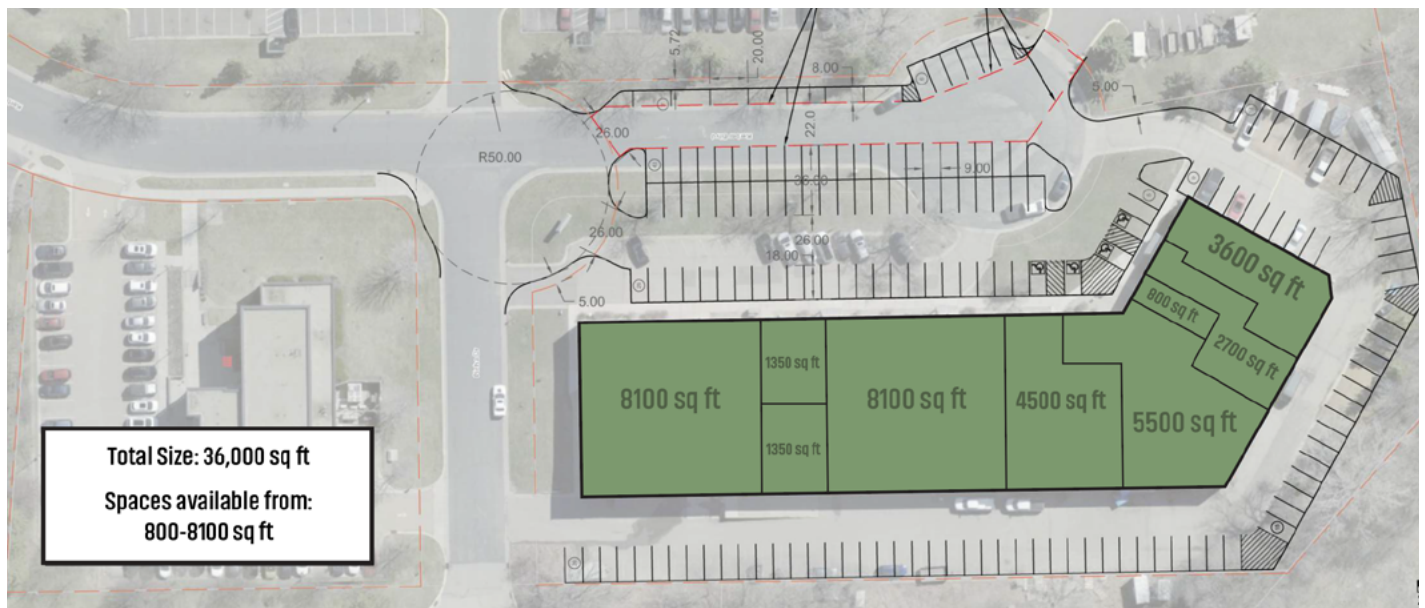 5.72
20.00
8.00
5.00
26.00
22.0
R50.00
36.00
9.00
26.00
26.00
18.00
5.00
3600 sq ft
800 sq ft
2700 sq ft
1350 sq ft
8100 sq ft
8100 sq ft
4500 sq ft
5500 sq ft
1350 sq ft
Total Size: 36,000 sq ft
Spaces available from:
800-8100 sq ft